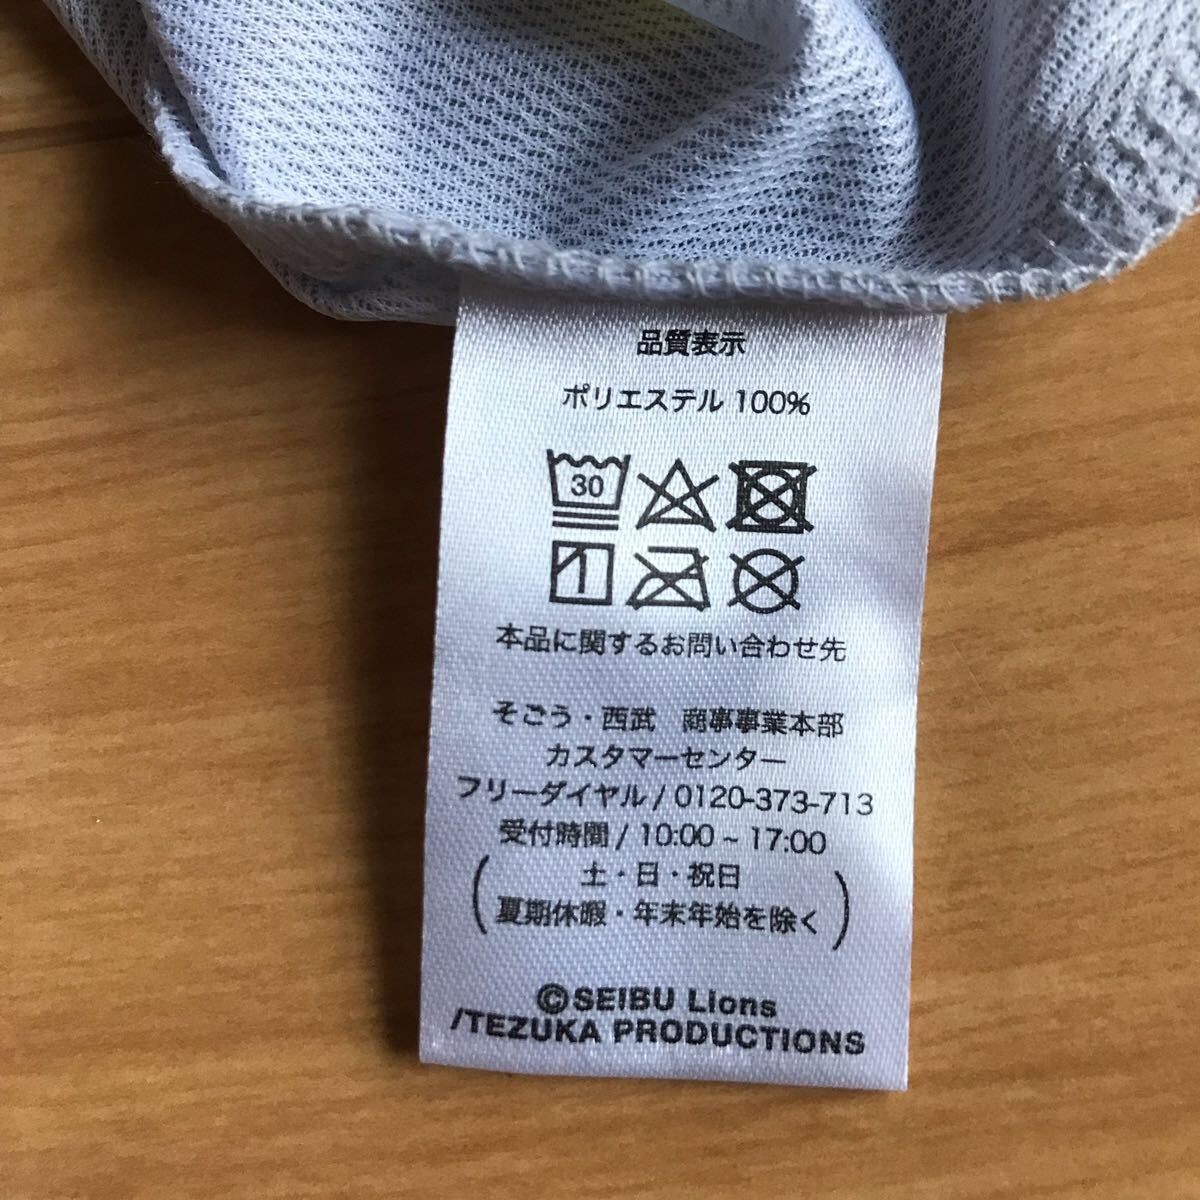 品質表示
ポリエステル 100%
30
本品に関するお問い合わせ先
そごう・西武　商事事業本部
カスタマーセンター
フリーダイヤル / 0120-373-713
受付時間 / 10:00 ~ 17:00
(土・日・祝日
夏期休暇・年末年始を除く)
©SEIBU Lions
/TEZUKA PRODUCTIONS